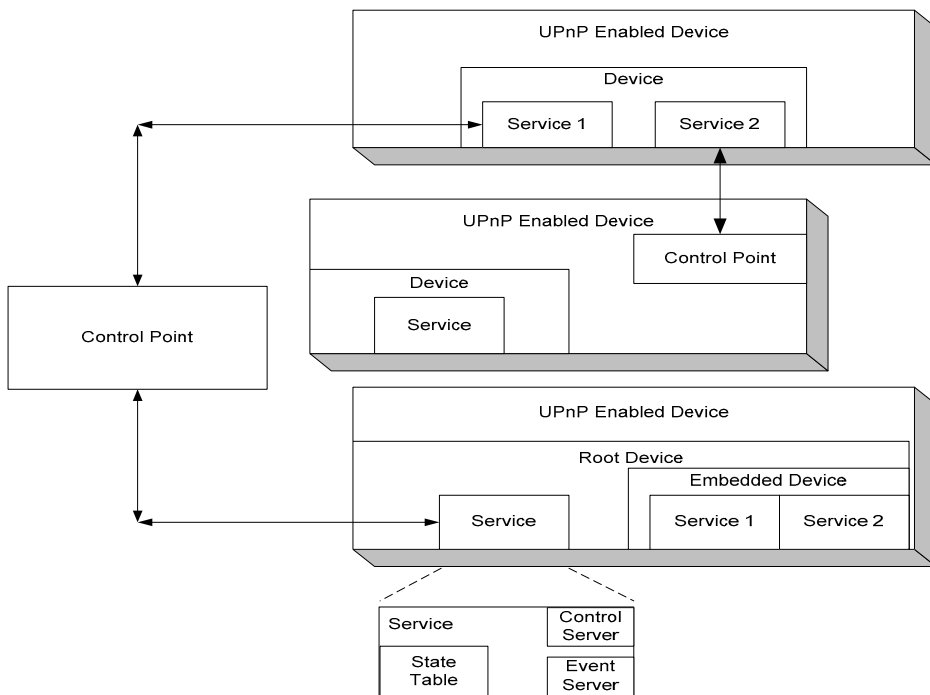 UPnP Enabled Device
Device
Service 1
Service 2
UPnP Enabled Device
Control Point
Device
Service
Control Point
UPnP Enabled Device
Root Device
Embedded Device
Service
Service 1
Service 2
Service
Control
Server
State
Table
Event
Server